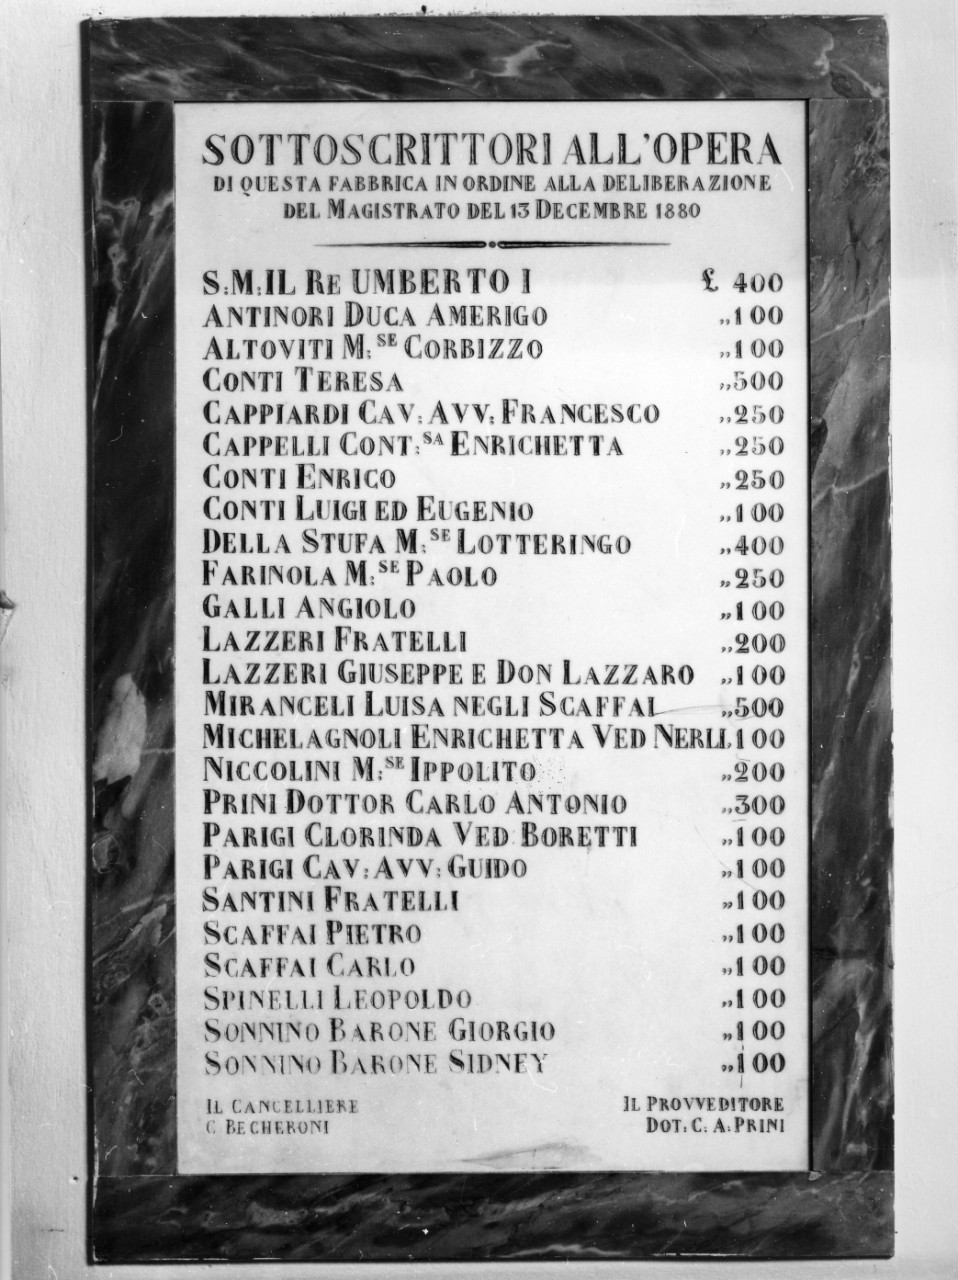 SOTTOSCRITTORI ALL'OPERA
DI QUESTA FABBRICA IN ORDINE ALLA DELIBERAZIONE
DEL MAGISTRATO DEL 13 DECEMBRE 1880
S:M:IL RE UMBERTO I £ 400
ANTINORI DUCA AMERIGO „100
ALTOVITI M:SE CORBIZZO „100
CONTI TERESA „500
CAPPIARDI CAV: AVV: FRANCESCO „250
CAPPELLI CONT:SA ENRICHETTA „250
CONTI ENRICO „250
CONTI LUIGI ED EUGENIO „100
DELLA STUFA M:SE LOTTERINGO „400
FARINOLA M:SE PAOLO „250
GALLI ANGIOLO „100
LAZZERI FRATELLI „200
LAZZERI GIUSEPPE E DON LAZZARO „100
MIRANCELI LUISA NEGLI SCAFFAI „500
MICHELAGNOLI ENRICHETTA VED NERLI „100
NICCOLINI M:SE IPPOLITO „200
PRINI DOTTOR CARLO ANTONIO „300
PARIGI CLORINDA VED BORETTI „100
PARIGI CAV: AVV: GUIDO „100
SANTINI FRATELLI „100
SCAFFAI PIETRO „100
SCAFFAI CARLO „100
SPINELLI LEOPOLDO „100
SONNINO BARONE GIORGIO „100
SONNINO BARONE SIDNEY „100
IL CANCELLIERE IL PROVVEDITORE
C. BECHERONI DOT: C. A: PRINI